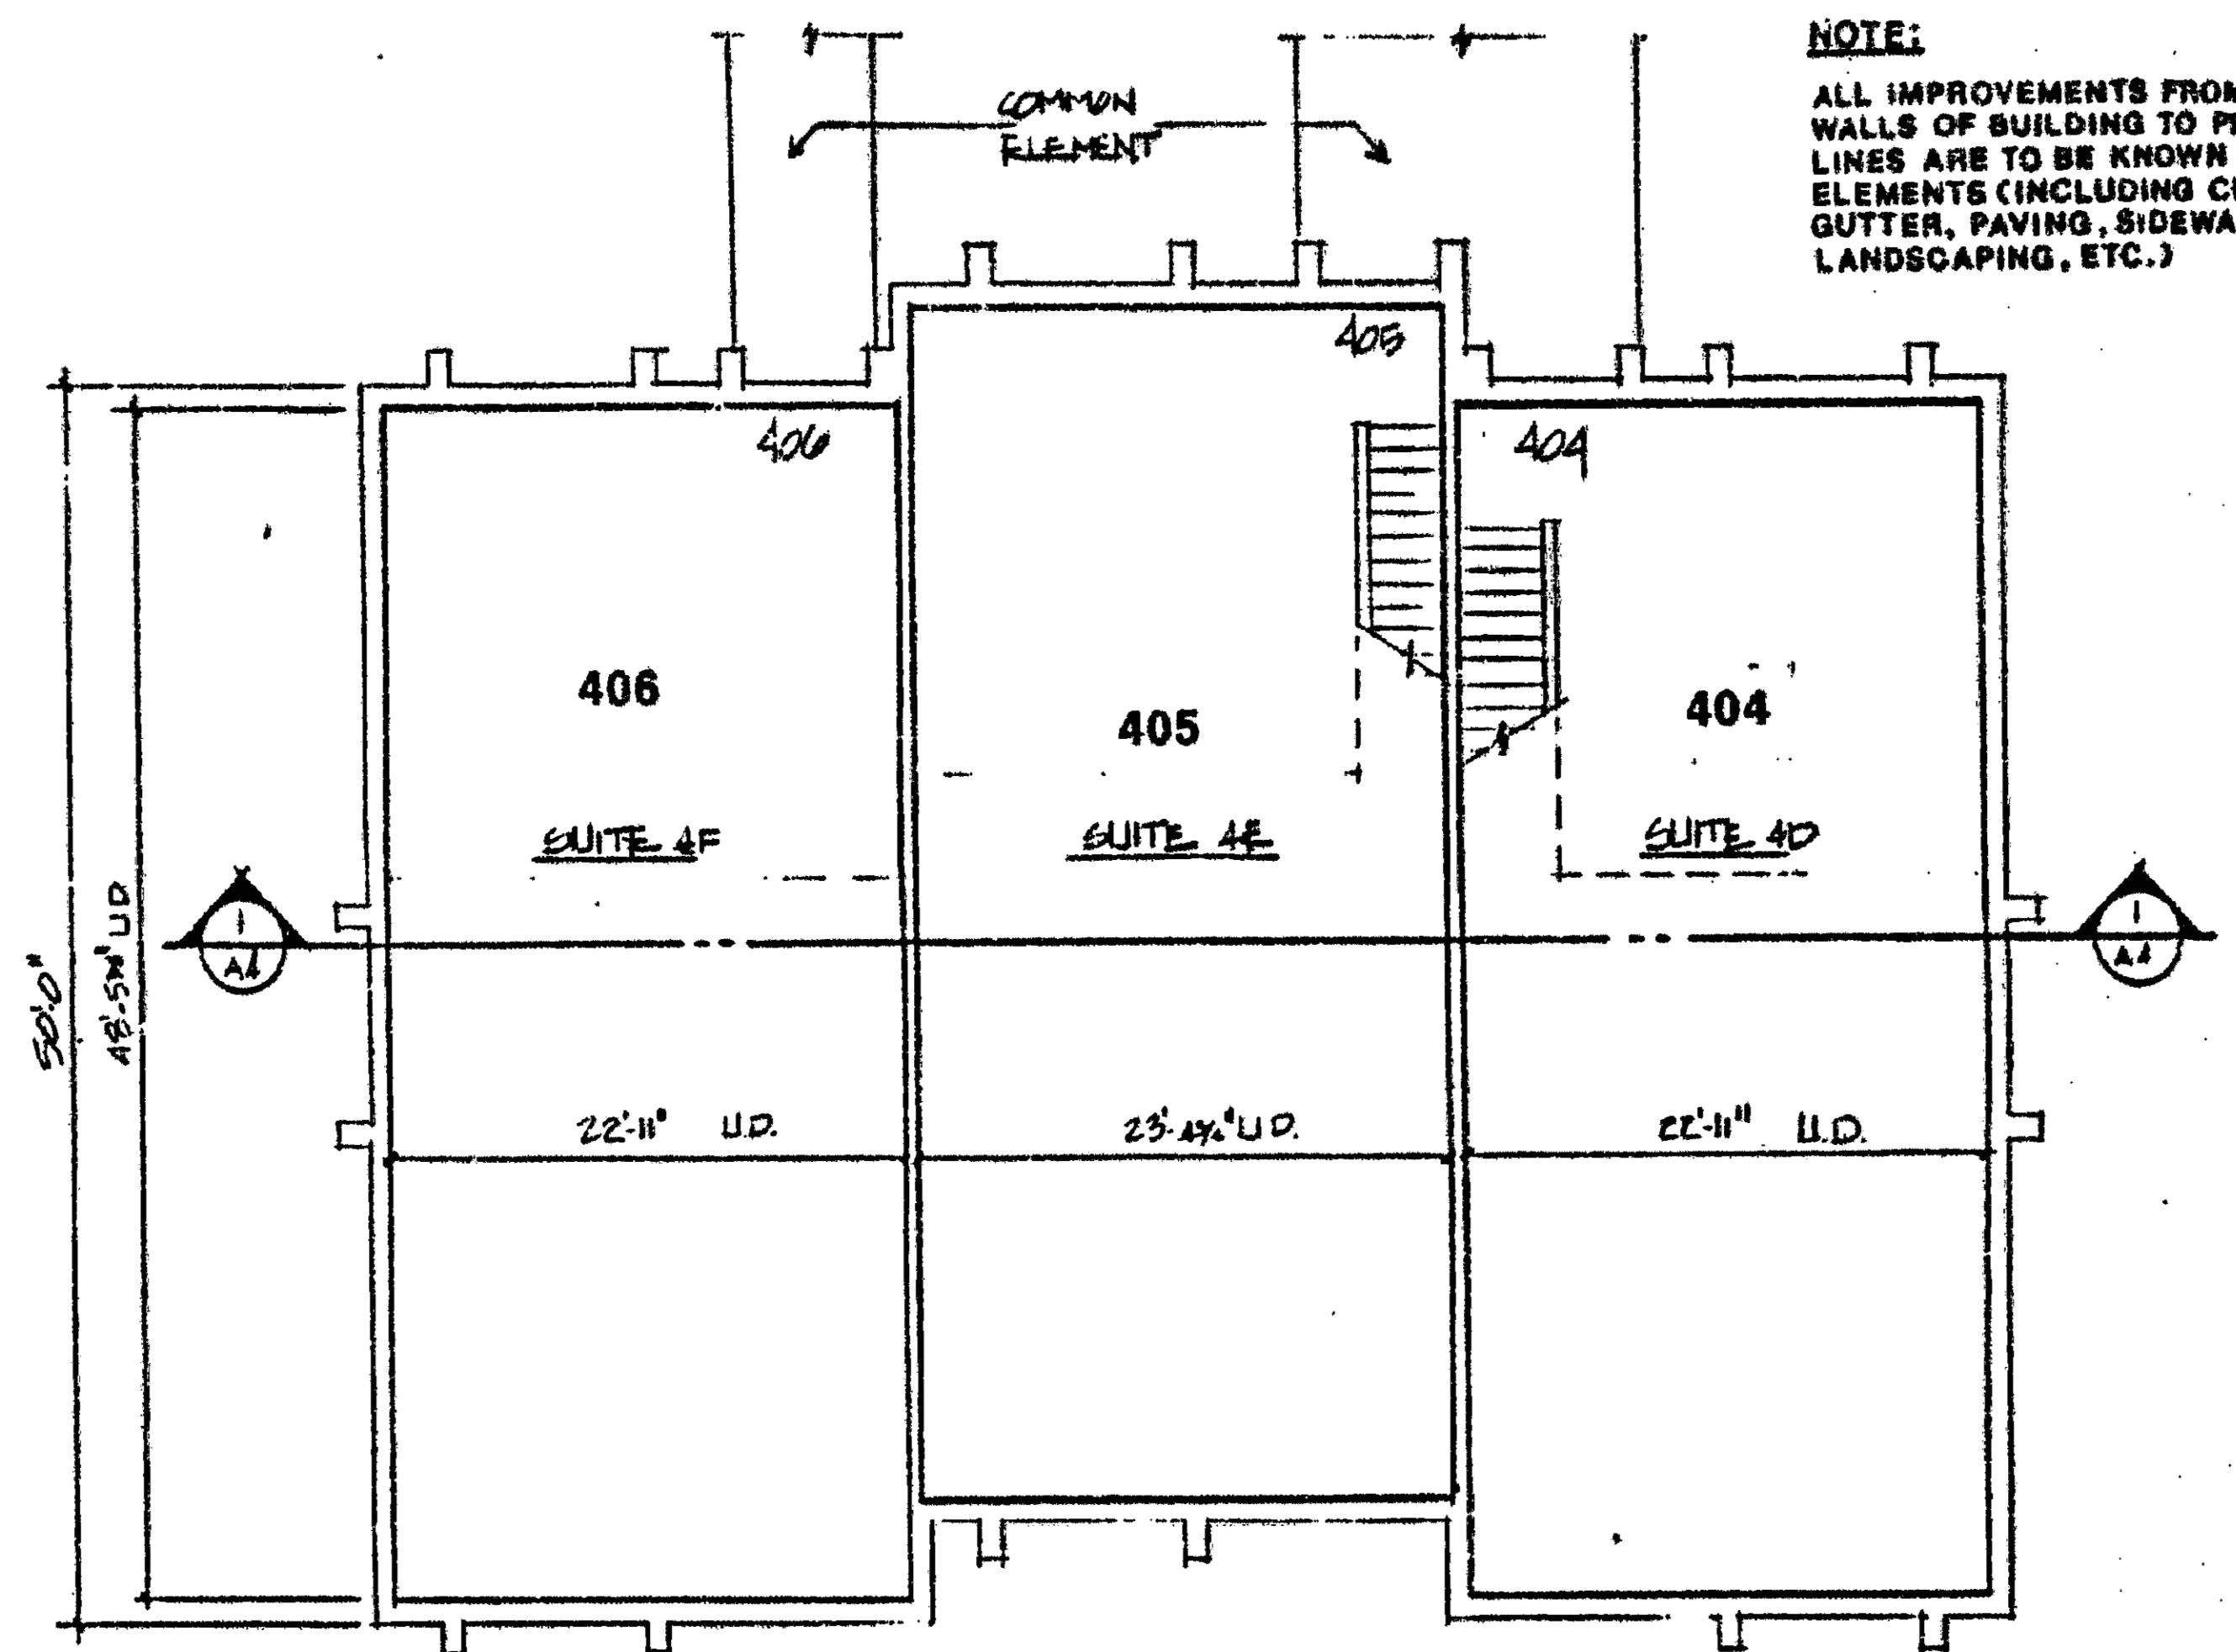 NOTE:
ALL IMPROVEMENTS FROM
WALLS OF BUILDING TO
LINES ARE TO BE KNOWN
ELEMENTS (INCLUDING
GUTTER, PAVING, SIDEWA
LANDSCAPING, ETC.)
COMMON
ELEMENT
405
406
404
406
405
404
SUITE 4F
SUITE 4E
SUITE 4D
1
A4
1
A4
50'-0"
U D
22'-11" U.D.
23'- U D.
22'-11" U.D.